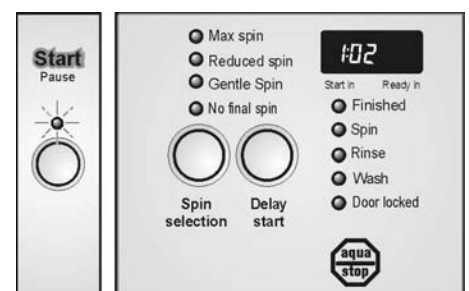 Start
Pause
Max spin
Reduced spin
Gentle Spin
No final spin
Spin
selection
Delay
start
1:02
Start in Ready in
Finished
Spin
Rinse
Wash
Door locked
aqua
stop